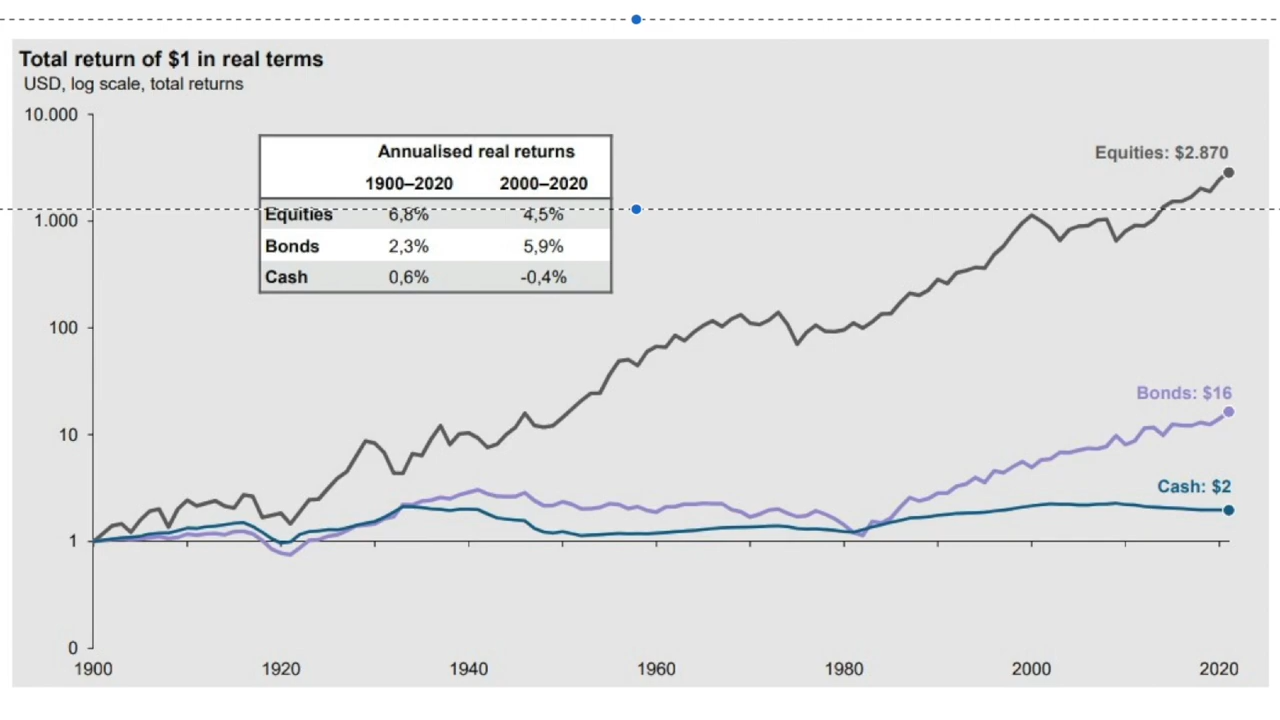 Total return of $1 in real terms
USD, log scale, total returns
10.000
Annualised real returns
1900–2020 2000–2020
Equities 6,8% 4,5%
Bonds 2,3% 5,9%
Cash 0,6% -0,4%
Equities: $2.870
1.000
100
Bonds: $16
10
Cash: $2
1
0
1900 1920 1940 1960 1980 2000 2020